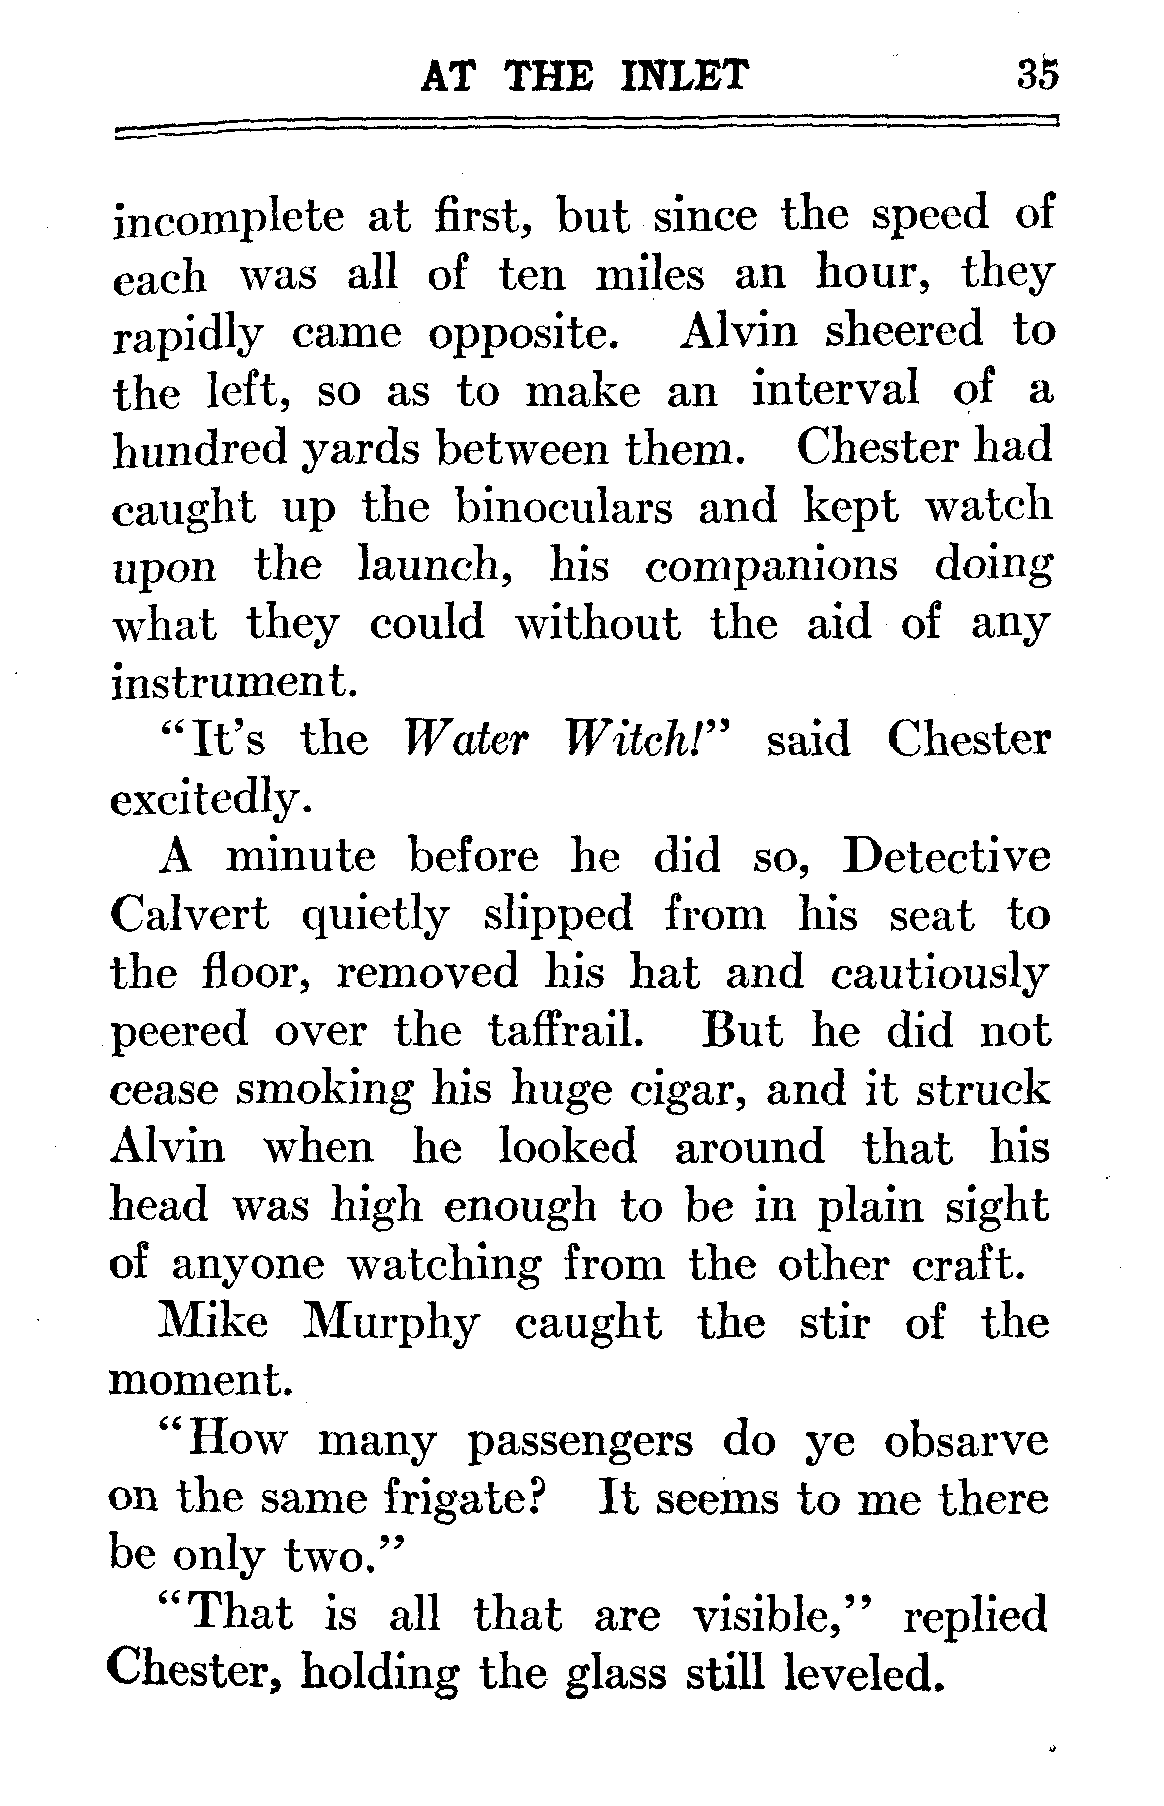 AT THE INLET 35
incomplete at first, but since the speed of
each was all of ten miles an hour, they
rapidly came opposite. Alvin sheered to
the left, so as to make an interval of a
hundred yards between them. Chester had
caught up the binoculars and kept watch
upon the launch, his companions doing
what they could without the aid of any
instrument.
“It's the Water Witch!” said Chester
excitedly.
A minute before he did so, Detective
Calvert quietly slipped from his seat to
the floor, removed his hat and cautiously
peered over the taffrail. But he did not
cease smoking his huge cigar, and it struck
Alvin when he looked around that his
head was high enough to be in plain sight
of anyone watching from the other craft.
Mike Murphy caught the stir of the
moment.
“How many passengers do ye obsarve
on the same frigate? It seems to me there
be only two.”
“That is all that are visible,” replied
Chester, holding the glass still leveled.